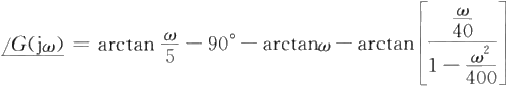 /G(jω) = arctan ω/5 − 90° − arctanω − arctan[(ω/40)/(1 − ω²/400)]